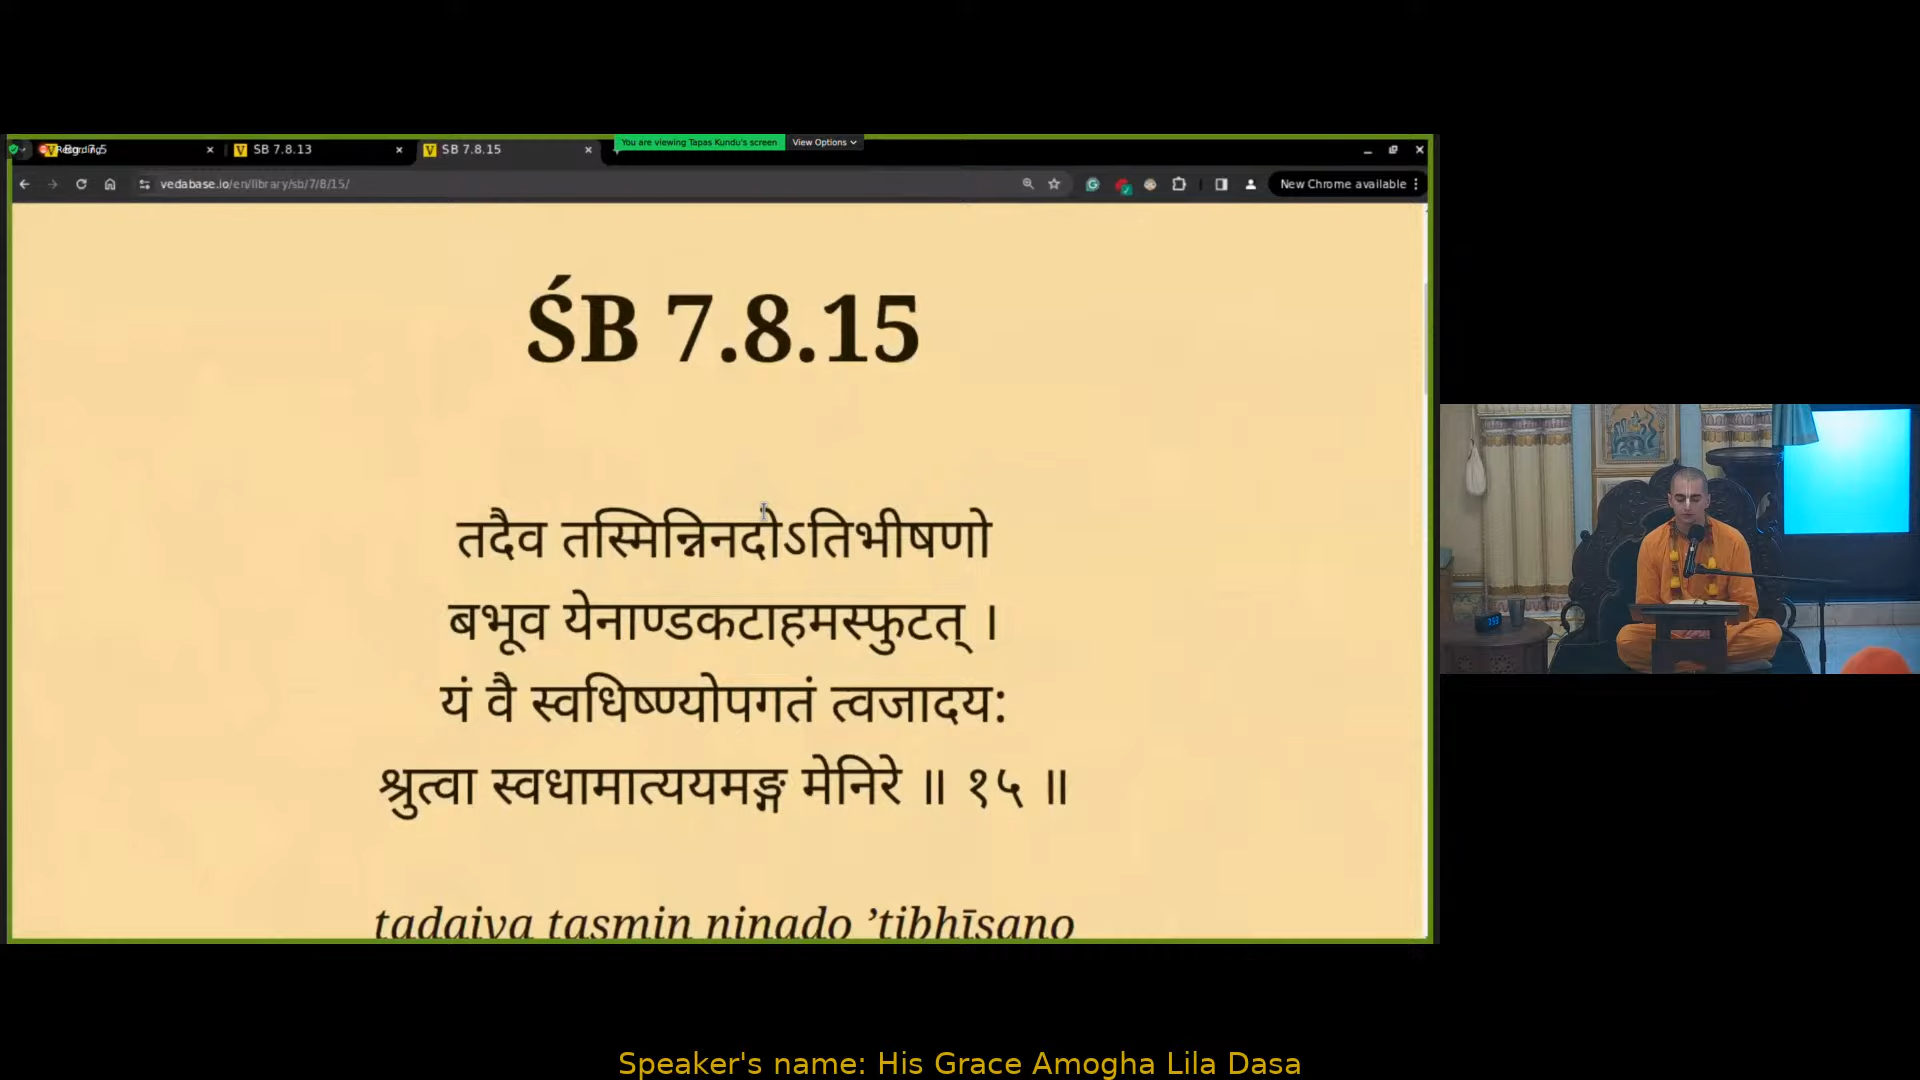 SB 7.8.13
SB 7.8.15
You are viewing Tapas Kundu's screen
View Options
vedabase.io/en/library/sb/7/8/15/
New Chrome available
ŚB 7.8.15
तदैव तस्मिन्निनदोऽतिभीषणो
बभूव येनाण्डकटाहमस्फुटत् ।
यं वै स्वधिष्ण्योपगतं त्वजादय:
श्रुत्वा स्वधामात्ययमङ्ग मेनिरे ॥ १५ ॥
tadaiva tasmin ninado ’tibhīṣaṇo
Speaker's name: His Grace Amogha Lila Dasa